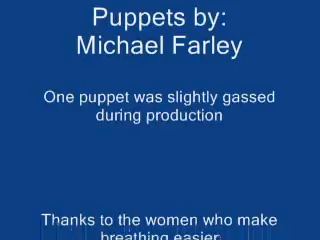 Puppets by:
Michael Farley
One puppet was slightly gassed
during production
Thanks to the women who make
breathing easier